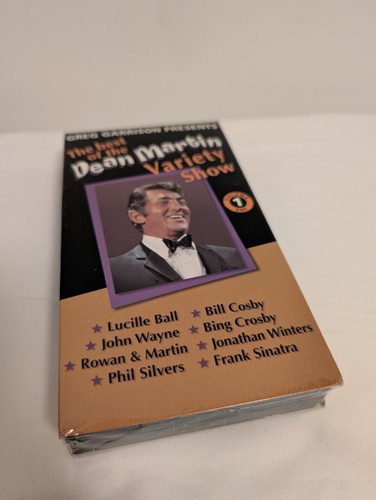 GREG GARRISON PRESENTS
The best
of the
Dean Martin
Variety
Show
1
★ Lucille Ball
★ John Wayne
★ Rowan & Martin
★ Phil Silvers
★ Bill Cosby
★ Bing Crosby
★ Jonathan Winters
★ Frank Sinatra